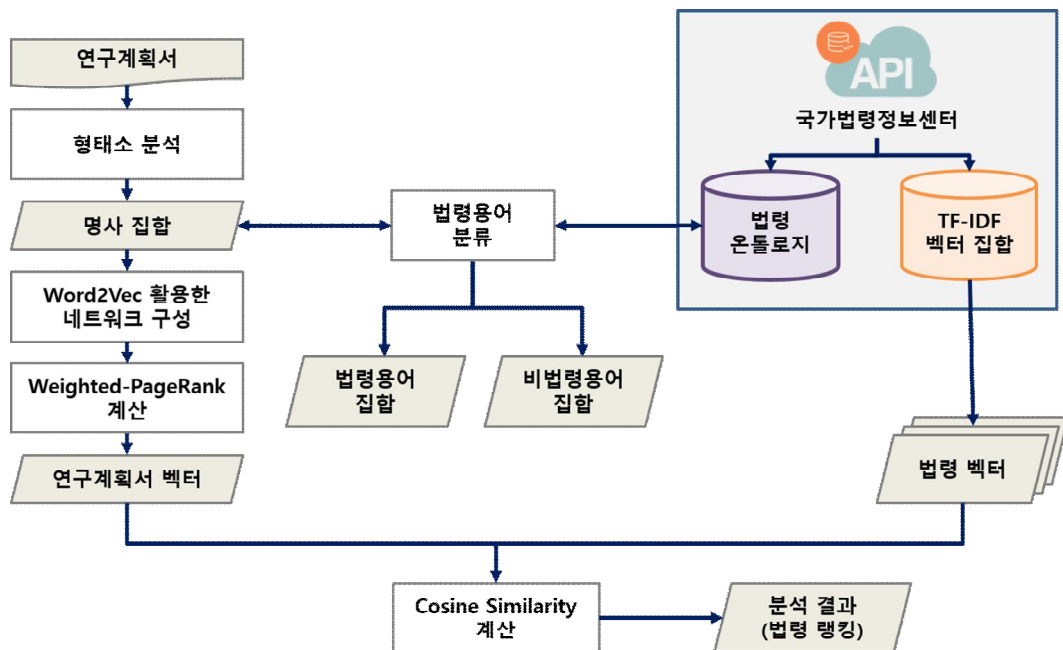 연구계획서
형태소 분석
명사 집합
Word2Vec 활용한
네트워크 구성
Weighted-PageRank
계산
연구계획서 벡터
법령용어
분류
법령용어
집합
비법령용어
집합
API
국가법령정보센터
법령
온돌로지
TF-IDF
벡터 집합
법령 벡터
Cosine Similarity
계산
분석 결과
(법령 랭킹)